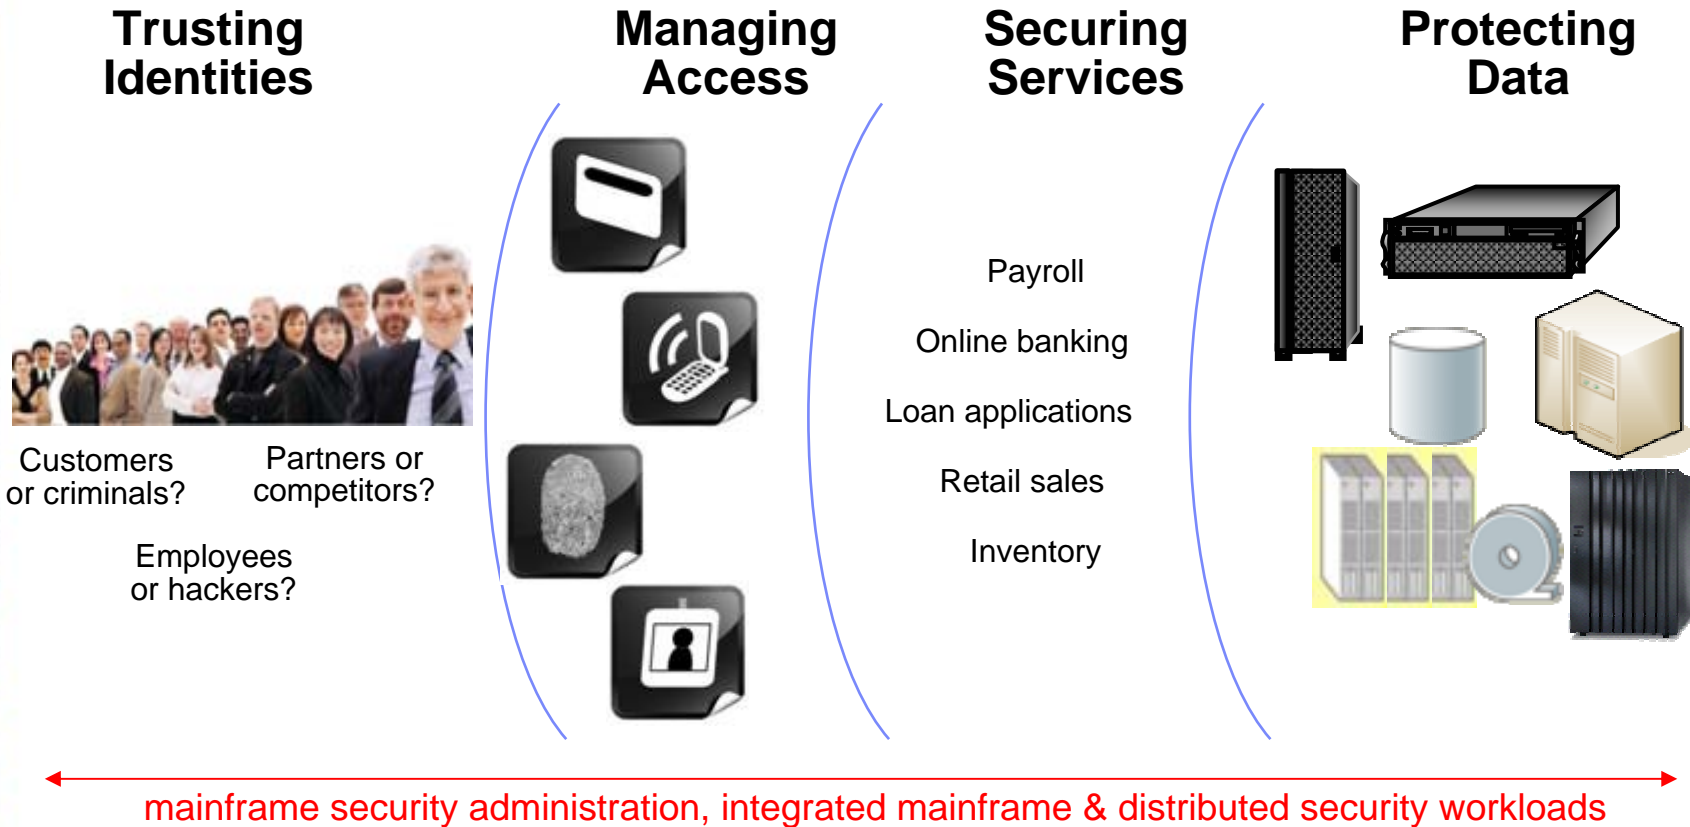 Trusting
Identities
Managing
Access
Securing
Services
Protecting
Data
Customers
or criminals?
Partners or
competitors?
Employees
or hackers?
Payroll
Online banking
Loan applications
Retail sales
Inventory
mainframe security administration, integrated mainframe & distributed security workloads